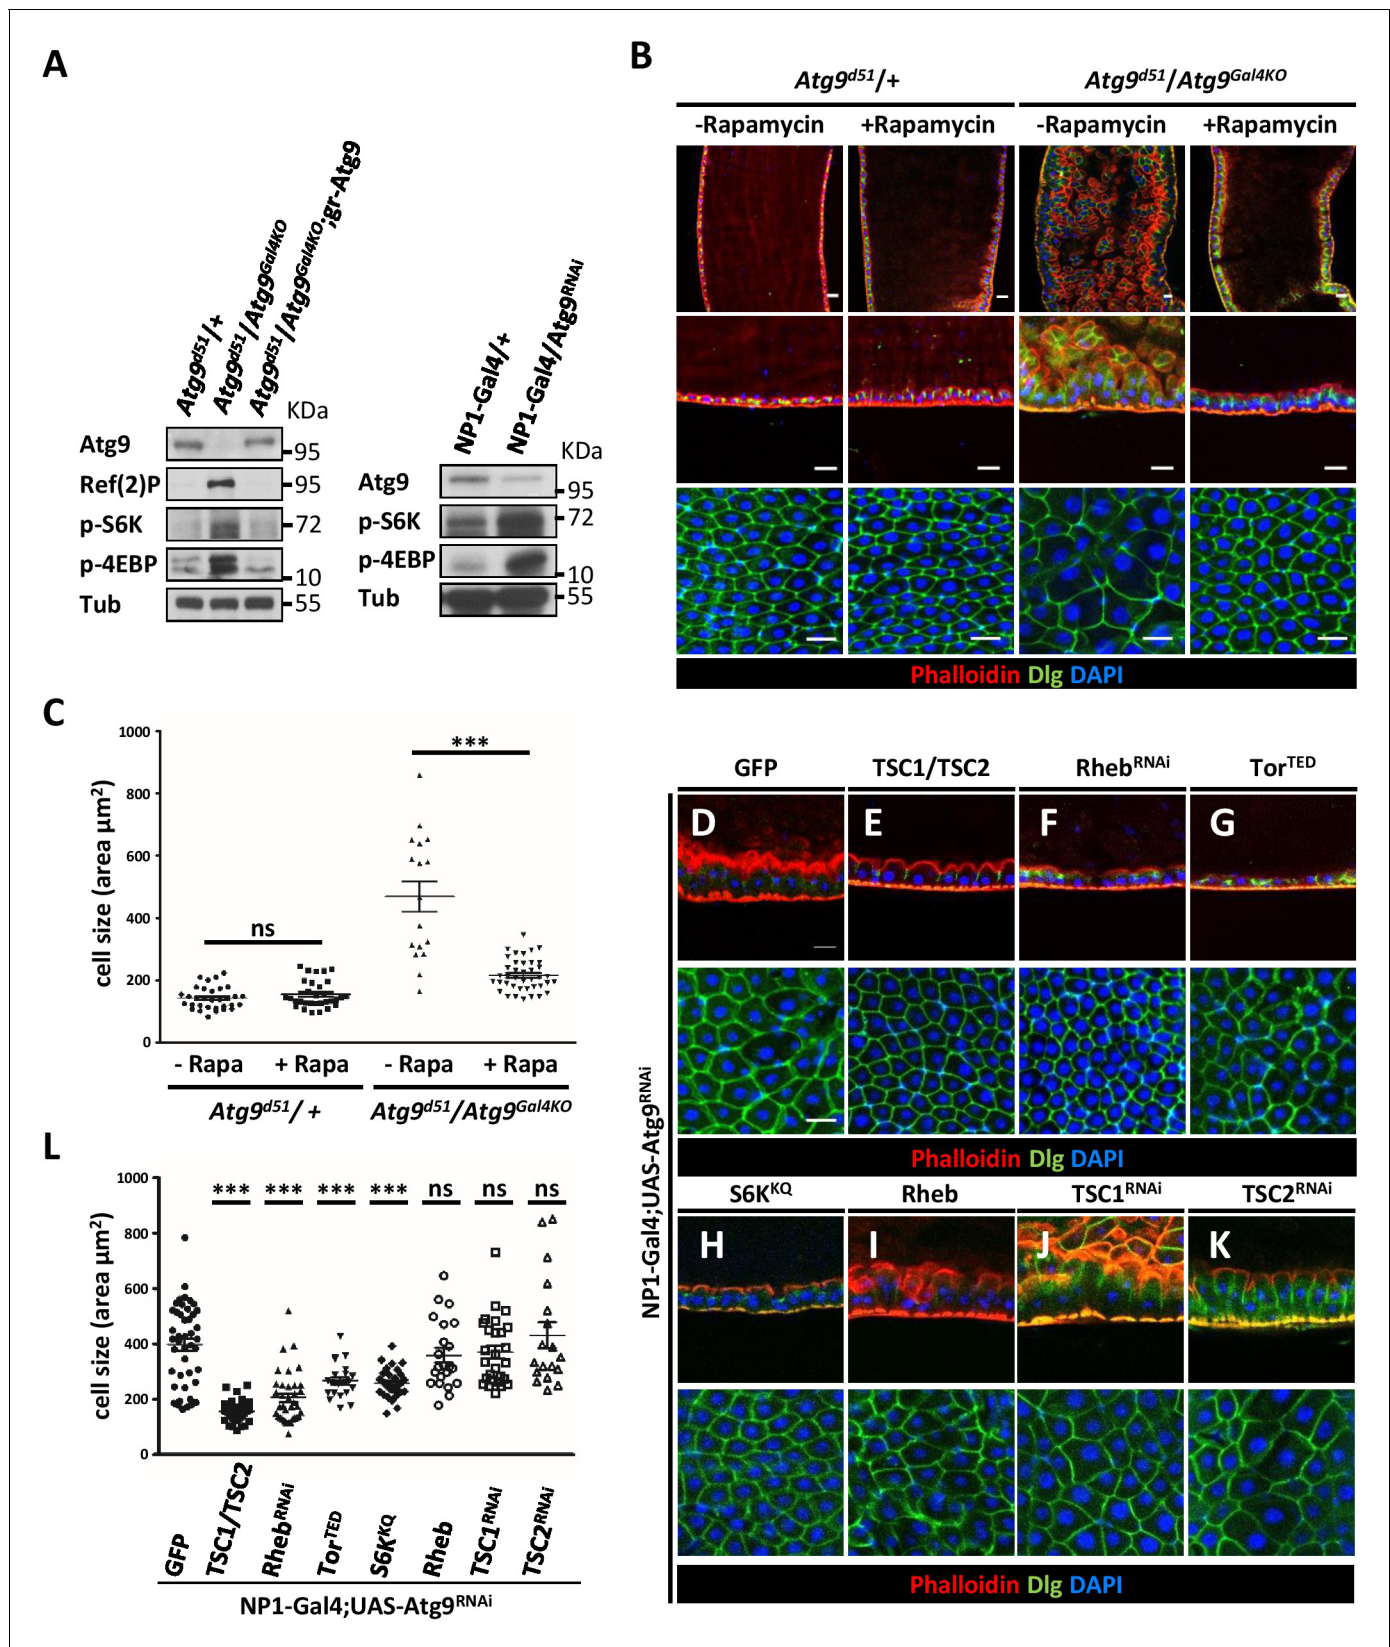 A
Atg9d51/+
Atg9d51/Atg9Gal4KO
Atg9d51/Atg9Gal4KO;gr-Atg9
KDa
Atg9
95
Ref(2)P
95
p-S6K
72
p-4EBP
10
Tub
55
NP1-Gal4/+
NP1-Gal4/Atg9RNAi
KDa
Atg9
95
p-S6K
72
p-4EBP
10
Tub
55
B
Atg9d51/+
Atg9d51/Atg9Gal4KO
-Rapamycin
+Rapamycin
-Rapamycin
+Rapamycin
Phalloidin Dlg DAPI
C
cell size (area µm2)
1000
800
600
400
200
0
ns
***
- Rapa
+ Rapa
- Rapa
+ Rapa
Atg9d51/ +
Atg9d51/Atg9Gal4KO
NP1-Gal4;UAS-Atg9RNAi
GFP
TSC1/TSC2
RhebRNAi
TorTED
D
E
F
G
Phalloidin Dlg DAPI
S6KKQ
Rheb
TSC1RNAi
TSC2RNAi
H
I
J
K
Phalloidin Dlg DAPI
L
cell size (area µm2)
1000
800
600
400
200
0
***
***
***
***
ns
ns
ns
GFP
TSC1/TSC2
RhebRNAi
TorTED
S6KKQ
Rheb
TSC1RNAi
TSC2RNAi
NP1-Gal4;UAS-Atg9RNAi